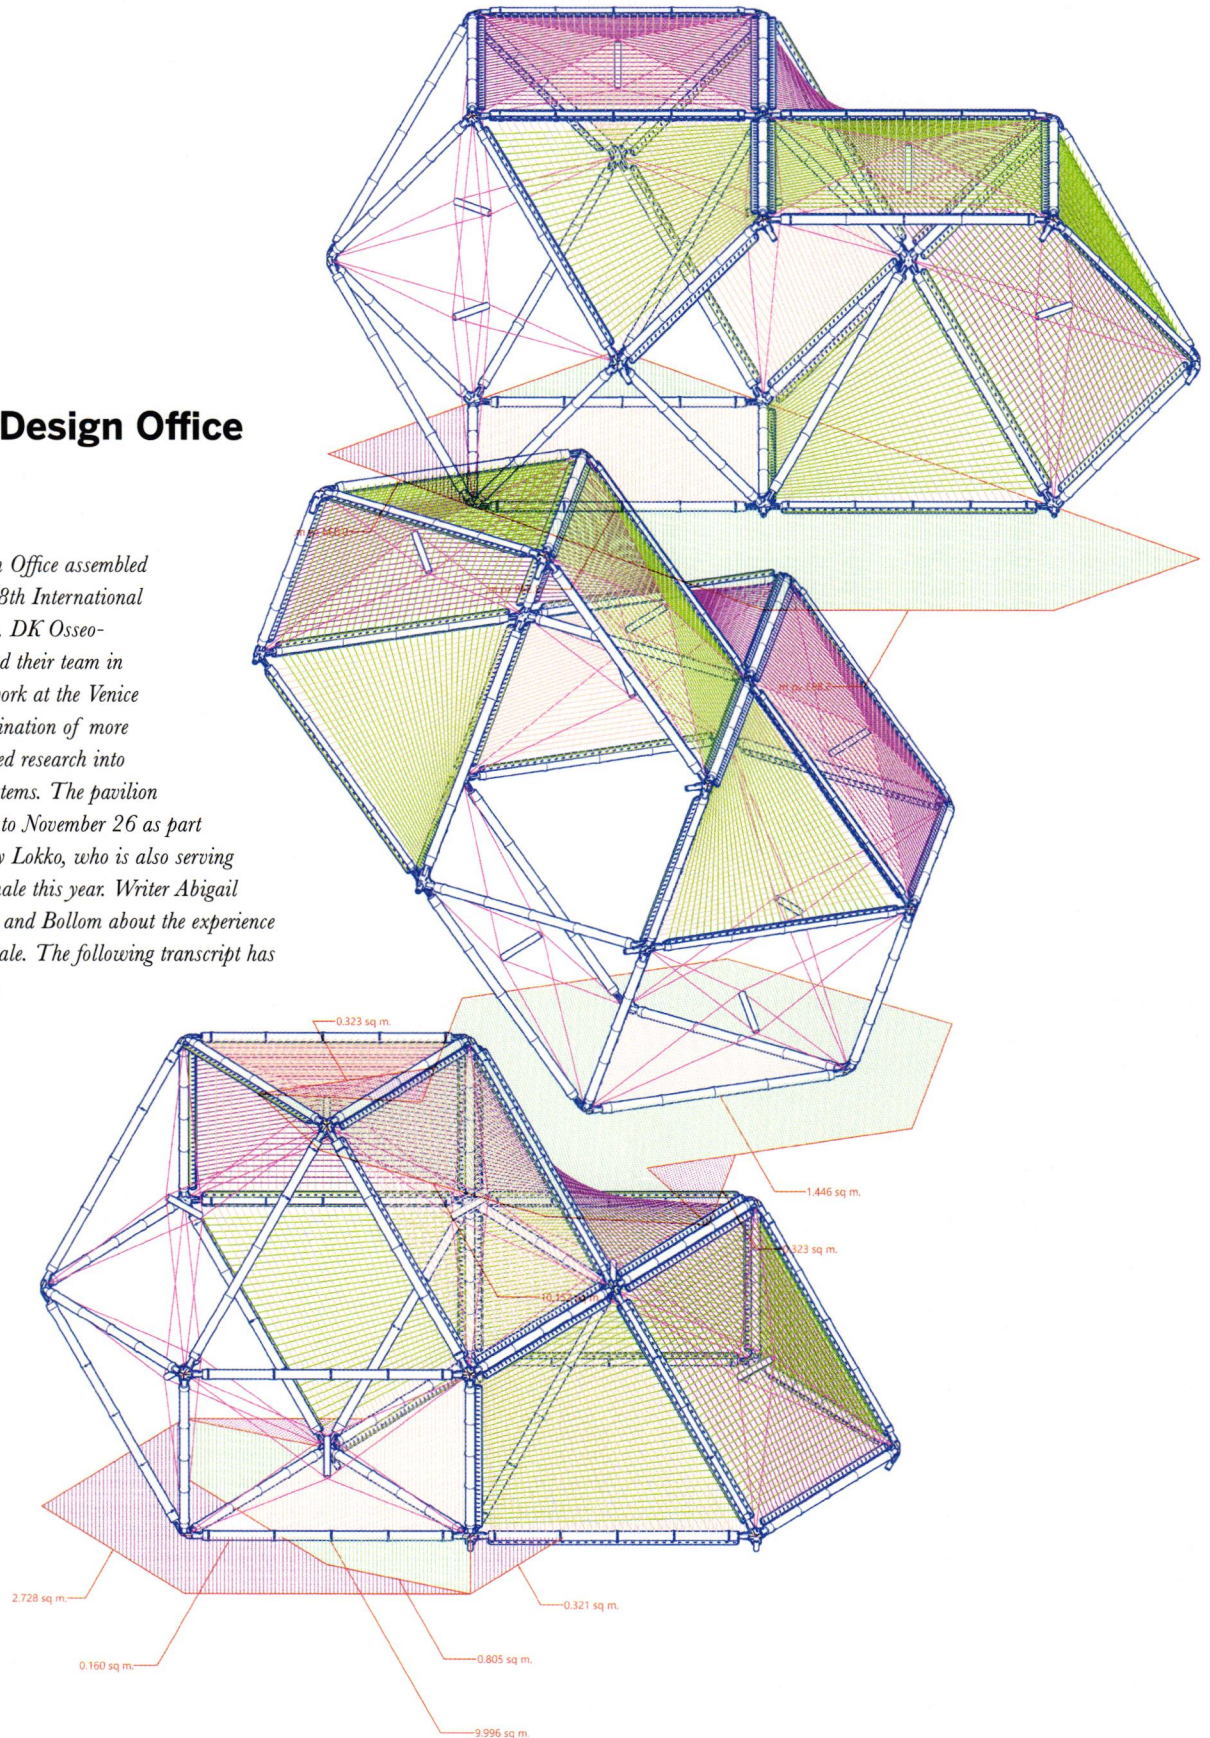 Design Office
Office assembled
8th International
DK Osseo-
d their team in
ork at the Venice
ination of more
ed research into
tems. The pavilion
to November 26 as part
Lokko, who is also serving
nale this year. Writer Abigail
and Bollom about the experience
ale. The following transcript has
0.323 sq m.
1.446 sq m.
0.323 sq m.
2.728 sq m.
0.321 sq m.
0.160 sq m.
0.805 sq m.
9.996 sq m.